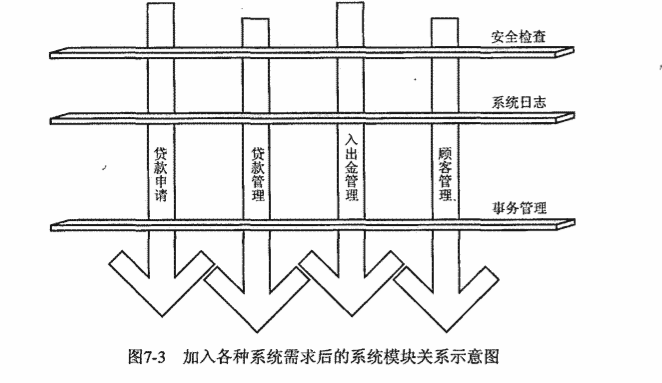 安全检查
系统日志
贷款申请
贷款管理
入出金管理
顾客管理
事务管理
图7-3 加入各种系统需求后的系统模块关系示意图